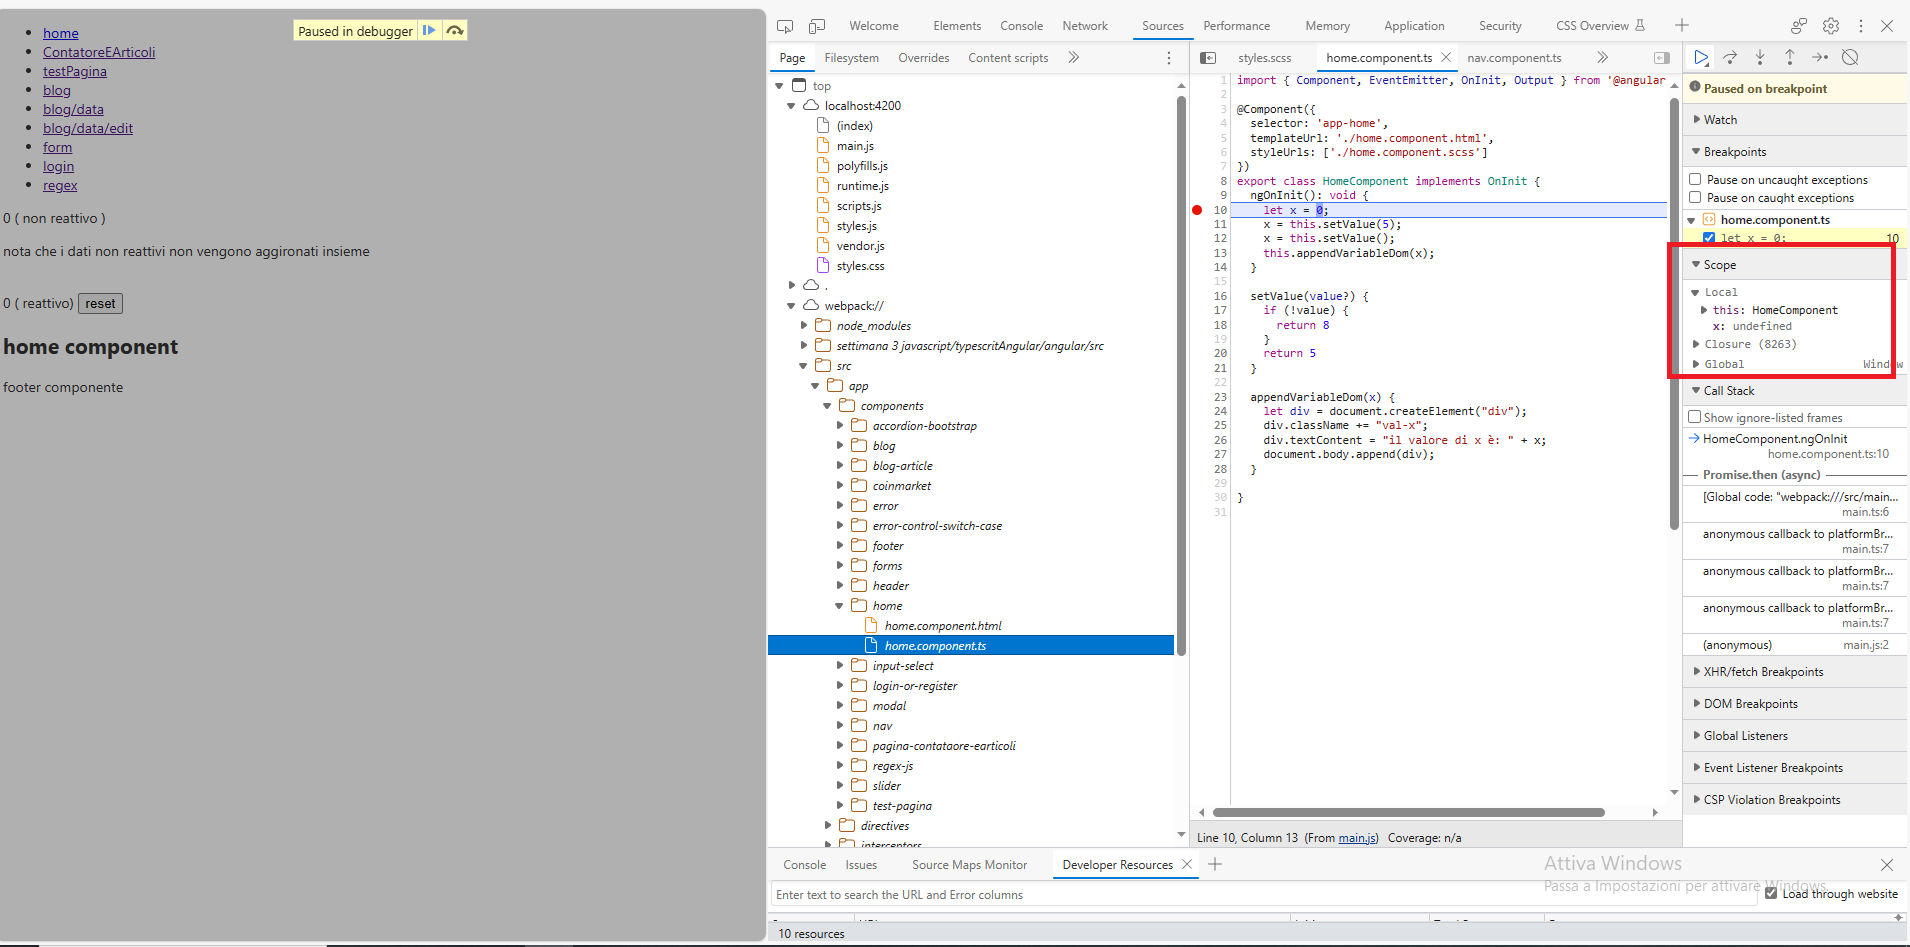 home
ContatoreEArticoli
testPagina
blog
blog/data
blog/data/edit
form
login
regex
Paused in debugger
0 ( non reattivo )
nota che i dati non reattivi non vengono aggironati insieme
0 ( reattivo) reset
home component
footer componente
Welcome Elements Console Network Sources Performance Memory Application Security CSS Overview
Page Filesystem Overrides Content scripts
top
localhost:4200
(index)
main.js
polyfills.js
runtime.js
scripts.js
styles.js
vendor.js
styles.css
.
webpack://
node_modules
settimana 3 javascript/typescritAngular/angular/src
src
app
components
accordion-bootstrap
blog
blog-article
coinmarket
error
error-control-switch-case
footer
forms
header
home
home.component.html
home.component.ts
input-select
login-or-register
modal
nav
pagina-contataore-earticoli
regex-js
slider
test-pagina
directives
interceptors
styles.scss home.component.ts nav.component.ts
1 import { Component, EventEmitter, OnInit, Output } from '@angular
2
3 @Component({
4 selector: 'app-home',
5 templateUrl: './home.component.html',
6 styleUrls: ['./home.component.scss']
7 })
8 export class HomeComponent implements OnInit {
9 ngOnInit(): void {
10 let x = 0;
11 x = this.setValue(5);
12 x = this.setValue();
13 this.appendVariableDom(x);
14 }
15
16 setValue(value?) {
17 if (!value) {
18 return 8
19 }
20 return 5
21 }
22
23 appendVariableDom(x) {
24 let div = document.createElement("div");
25 div.className += "val-x";
26 div.textContent = "il valore di x è: " + x;
27 document.body.append(div);
28 }
29
30 }
31
Line 10, Column 13 (From main.js) Coverage: n/a
Paused on breakpoint
Watch
Breakpoints
Pause on uncaught exceptions
Pause on caught exceptions
home.component.ts
let x = 0; 10
Scope
Local
this: HomeComponent
x: undefined
Closure (8263)
Global Window
Call Stack
Show ignore-listed frames
HomeComponent.ngOnInit
home.component.ts:10
Promise.then (async)
[Global code: "webpack:///src/main...
main.ts:6
anonymous callback to platformBr...
main.ts:7
anonymous callback to platformBr...
main.ts:7
anonymous callback to platformBr...
main.ts:7
(anonymous) main.js:2
XHR/fetch Breakpoints
DOM Breakpoints
Global Listeners
Event Listener Breakpoints
CSP Violation Breakpoints
Console Issues Source Maps Monitor Developer Resources
Attiva Windows
Passa a Impostazioni per attivare Windows.
Enter text to search the URL and Error columns
Load through website
10 resources